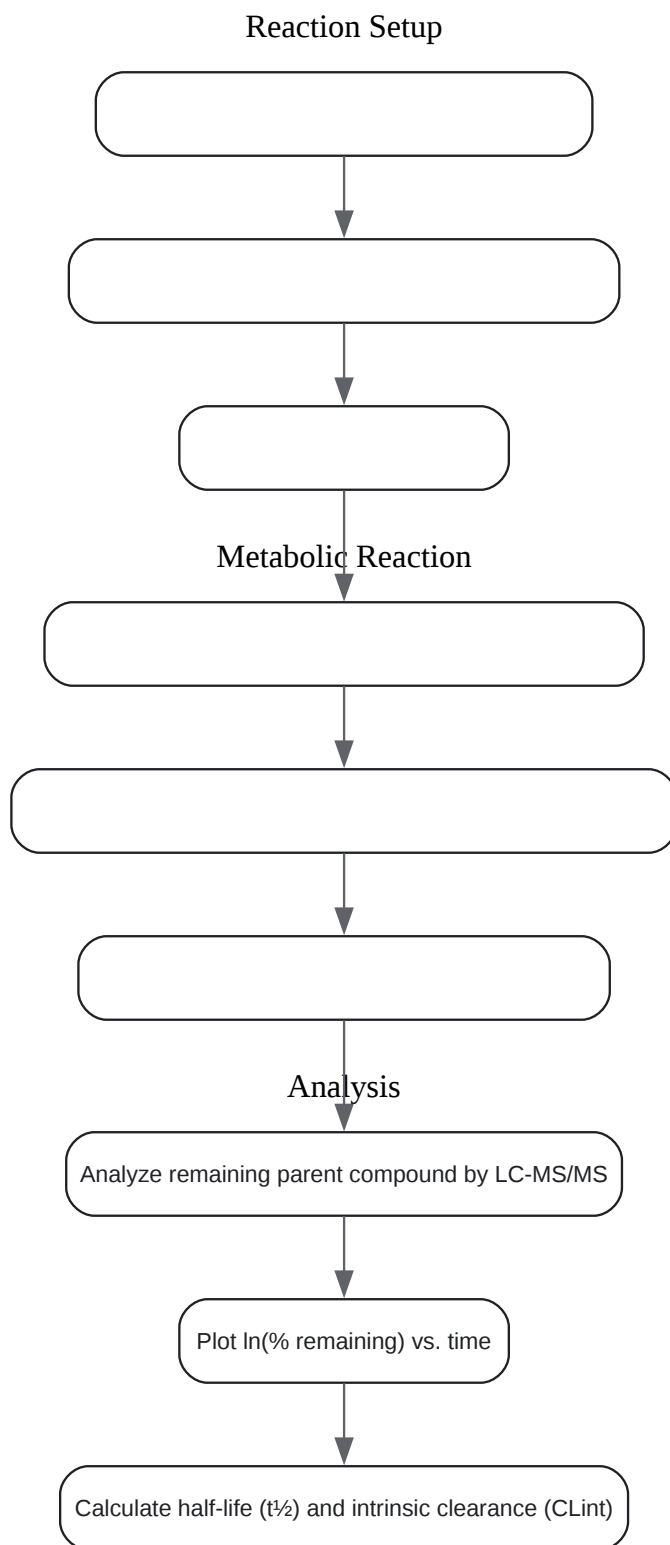 Reaction Setup
Metabolic Reaction
Analysis
Analyze remaining parent compound by LC-MS/MS
Plot ln(% remaining) vs. time
Calculate half-life (t½) and intrinsic clearance (CLint)